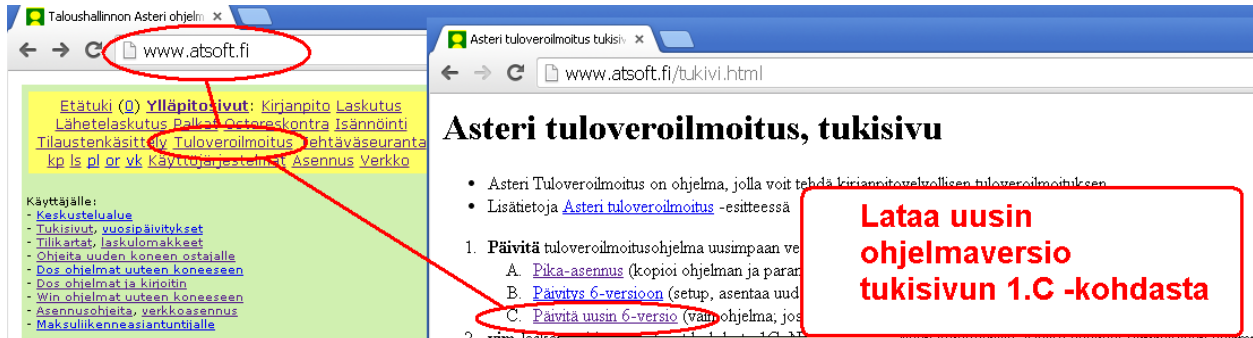 Taloushallinnon Asteri ohjelm
www.atsoft.fi
Etätuki (0) Ylläpitosivut: Kirjanpito Laskutus
Lähetelaskutus Palkat Ostoreskontra Isännöinti
Tilaustenkäsittely Tuloveroilmoitus Tehtäväseuranta
kp ls pl or vk Käyttöjärjestelmät Asennus Verkko
Käyttäjälle:
- Keskustelualue
- Tukisivut, vuosipäivitykset
- Tilikartat, laskulomakkeet
- Ohjeita uuden koneen ostajalle
- Dos ohjelmat uuteen koneeseen
- Dos ohjelmat ja kirjoitin
- Win ohjelmat uuteen koneeseen
- Asennusohjeita, verkkoasennus
- Maksuliikenneasiantuntijalle
Asteri tuloveroilmoitus tukisiv
www.atsoft.fi/tukivi.html
Asteri tuloveroilmoitus, tukisivu
• Asteri Tuloveroilmoitus on ohjelma, jolla voit tehdä kirjanpitovelvollisen tuloveroilmoituksen
• Lisätietoja Asteri tuloveroilmoitus -esitteessä
1. Päivitä tuloveroilmoitusohjelma uusimpaan ve
A. Pika-asennus (kopioi ohjelman ja paran
B. Päivitys 6-versioon (setup, asentaa uud
C. Päivitä uusin 6-versio (vain ohjelma; jos
Lataa uusin
ohjelmaversio
tukisivun 1.C -kohdasta